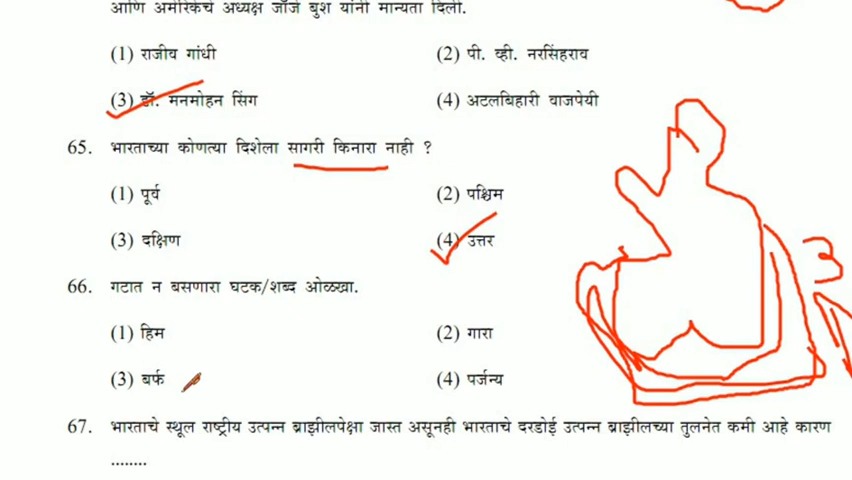 आणि अमेरिकेचे अध्यक्ष जॉर्ज बुश यांनी मान्यता दिली.
(1) राजीव गांधी (2) पी. व्ही. नरसिंहराव
(3) डॉ. मनमोहन सिंग (4) अटलबिहारी वाजपेयी
65. भारताच्या कोणत्या दिशेला सागरी किनारा नाही ?
(1) पूर्व (2) पश्चिम
(3) दक्षिण (4) उत्तर
66. गटात न बसणारा घटक/शब्द ओळखा.
(1) हिम (2) गारा
(3) बर्फ (4) पर्जन्य
67. भारताचे स्थूल राष्ट्रीय उत्पन्न ब्राझीलपेक्षा जास्त असूनही भारताचे दरडोई उत्पन्न ब्राझीलच्या तुलनेत कमी आहे कारण
........